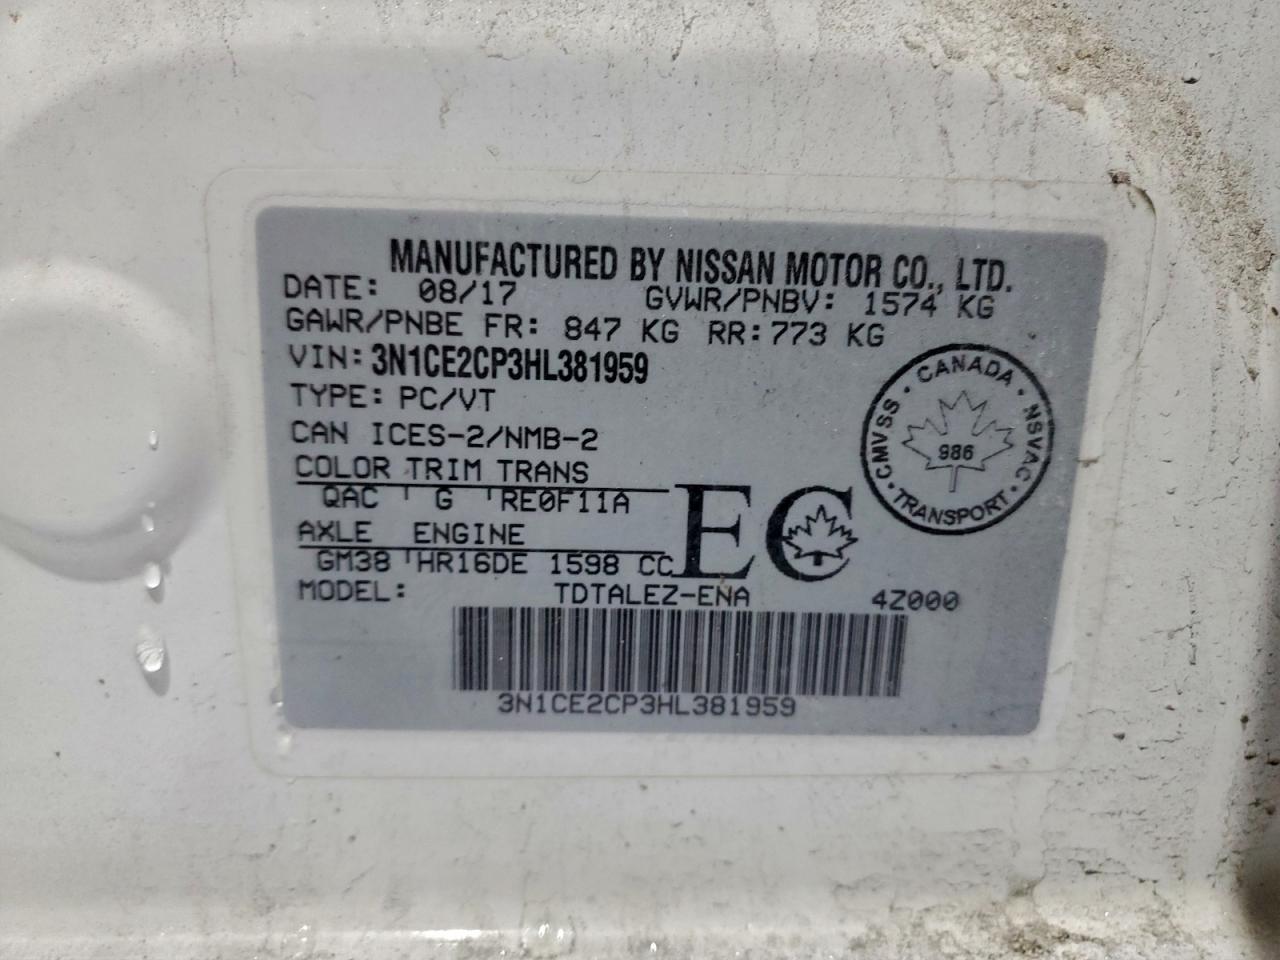 MANUFACTURED BY NISSAN MOTOR CO., LTD.
DATE: 08/17 GVWR/PNBV: 1574 KG
GAWR/PNBE FR: 847 KG RR: 773 KG
VIN: 3N1CE2CP3HL381959
TYPE: PC/VT
CAN ICES-2/NMB-2
COLOR TRIM TRANS
QAC G RE0F11A
AXLE ENGINE
GM38 HR16DE 1598 CC
MODEL: TDTALEZ-ENA 4Z000
3N1CE2CP3HL381959
EC
CANADA · NSVAC · TRANSPORT · CMVSS ·
986